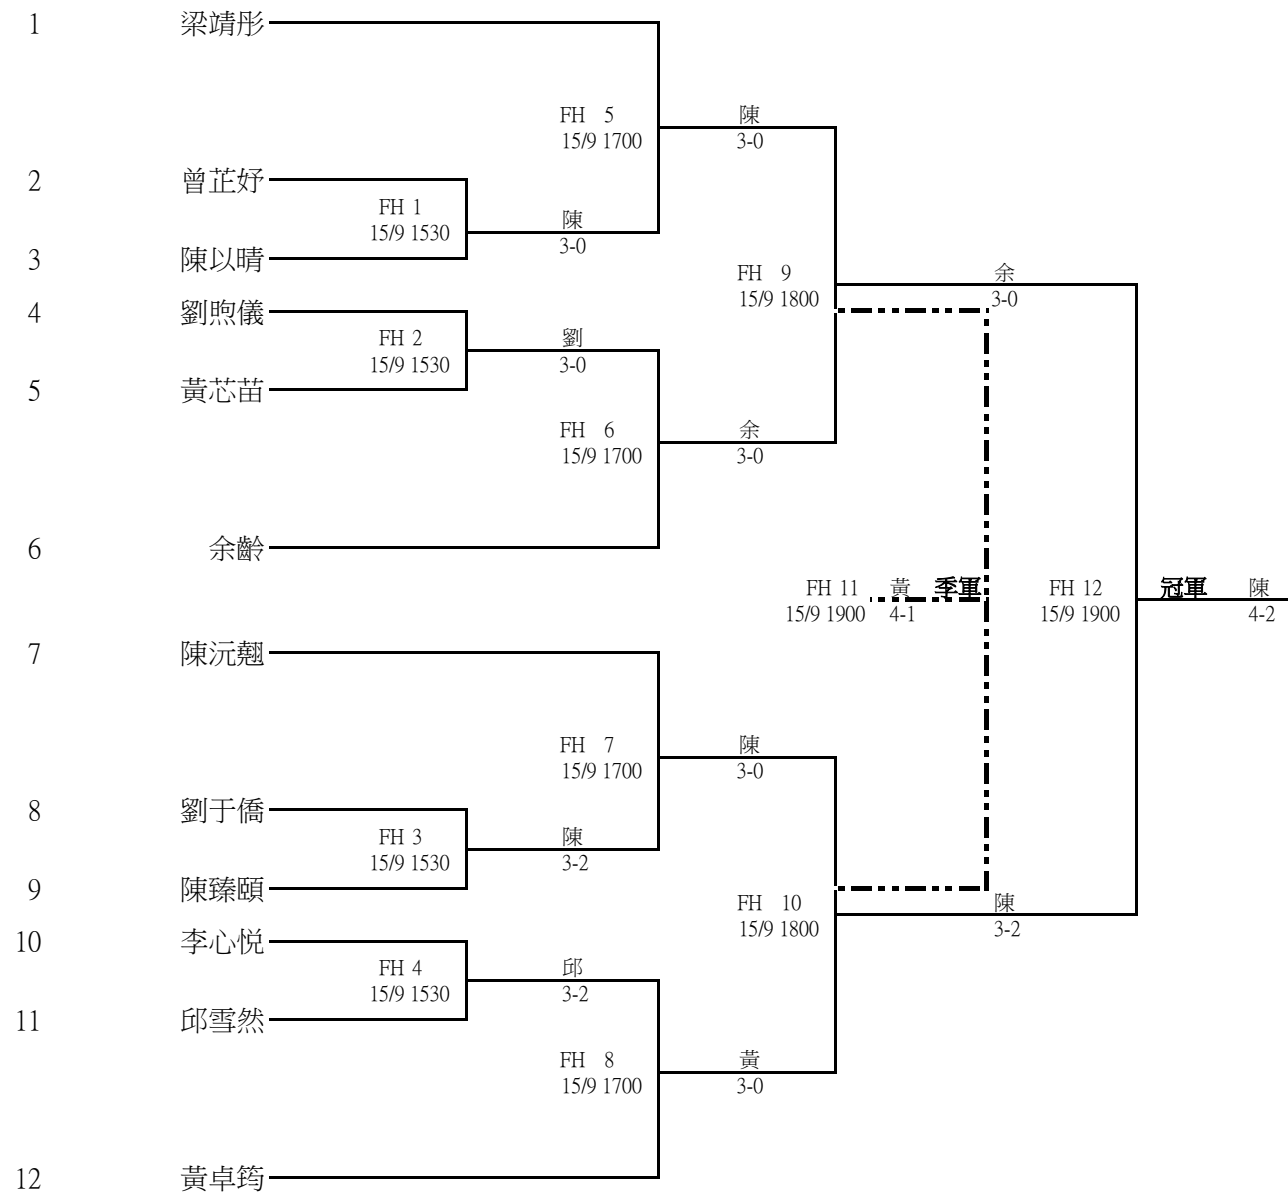 1 梁靖彤
FH 5 陳
15/9 1700 3-0
2 曾芷妤
FH 1 陳
15/9 1530 3-0
3 陳以晴
FH 9 余
15/9 1800 3-0
4 劉煦儀
FH 2 劉
15/9 1530 3-0
5 黃芯苗
FH 6 余
15/9 1700 3-0
6 余齡
FH 11 黃 季軍 FH 12 冠軍 陳
15/9 1900 4-1 15/9 1900 4-2
7 陳沅翹
FH 7 陳
15/9 1700 3-0
8 劉于僑
FH 3 陳
15/9 1530 3-2
9 陳臻頤
FH 10 陳
15/9 1800 3-2
10 李心悦
FH 4 邱
15/9 1530 3-2
11 邱雪然
FH 8 黃
15/9 1700 3-0
12 黃卓筠